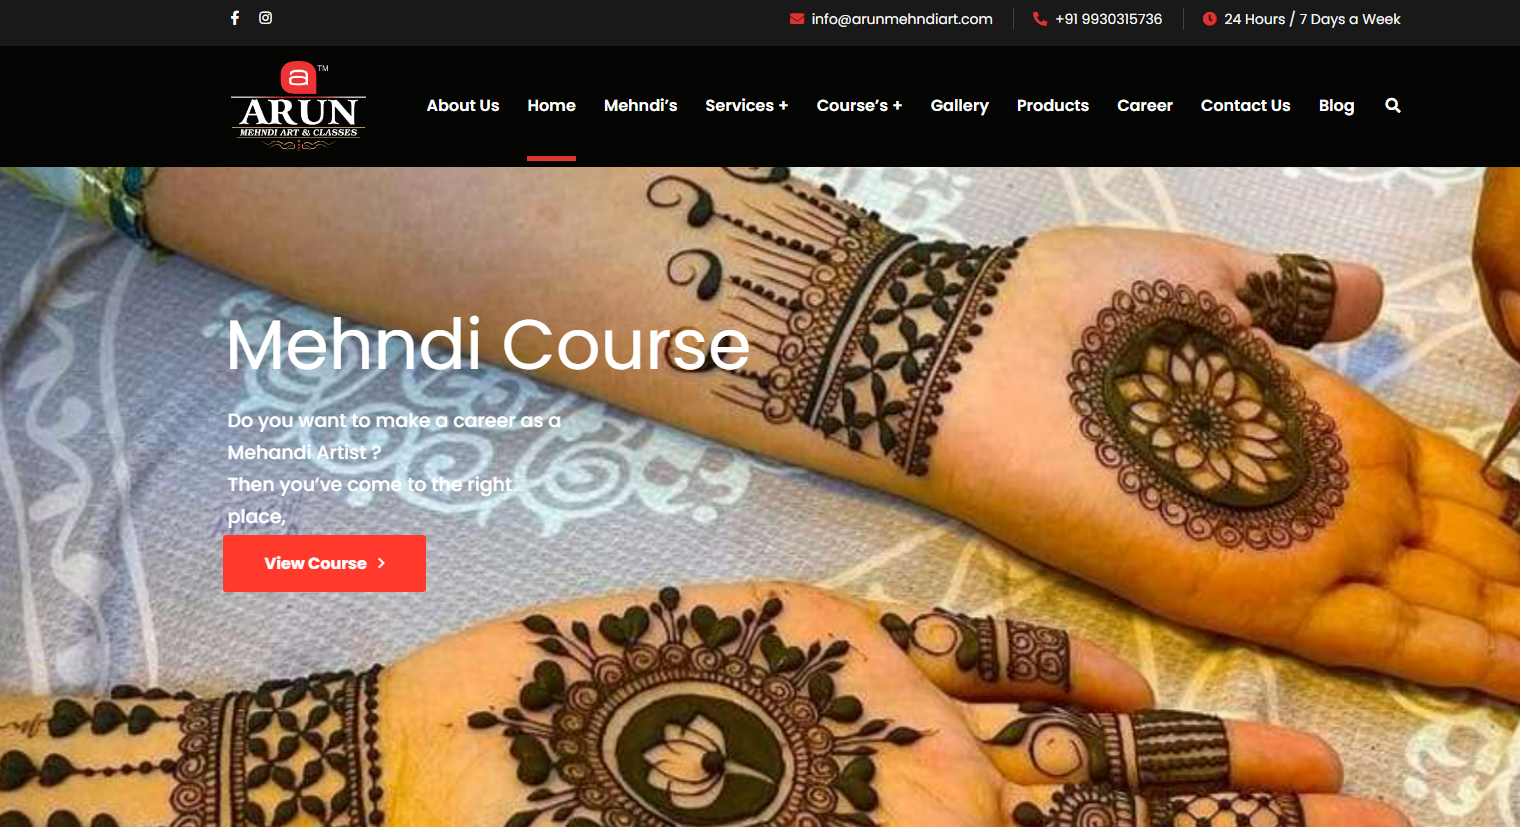 info@arunmehndiart.com
+91 9930315736
24 Hours / 7 Days a Week
a TM
ARUN
MEHNDI ART & CLASSES
About Us
Home
Mehndi's
Services +
Course's +
Gallery
Products
Career
Contact Us
Blog
Mehndi Course
Do you want to make a career as a
Mehandi Artist ?
Then you've come to the right
place,
View Course